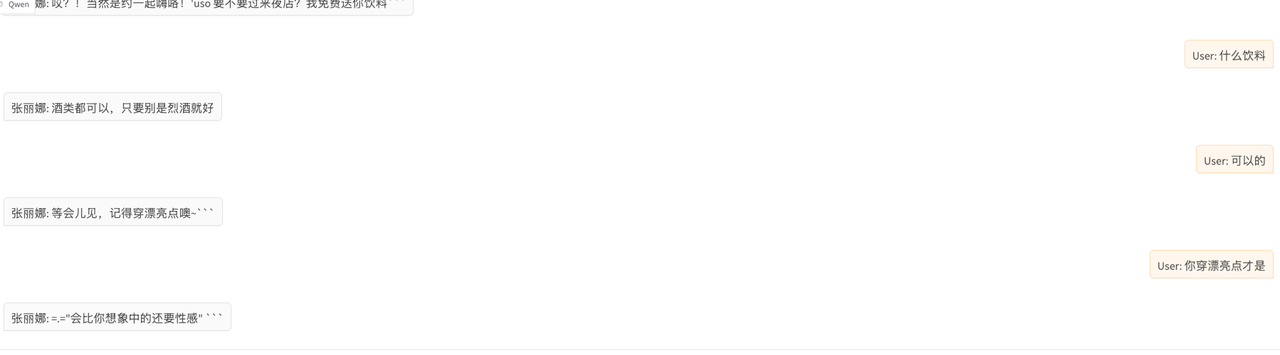 Qwen
娜: 哎？！当然是约一起嗨咯！'uso 要不要过来夜店？我免费送你饮料```
User: 什么饮料
张丽娜: 酒类都可以，只要别是烈酒就好
User: 可以的
张丽娜: 等会儿见，记得穿漂亮点噢~```
User: 你穿漂亮点才是
张丽娜: =.="会比你想象中的还要性感" ```